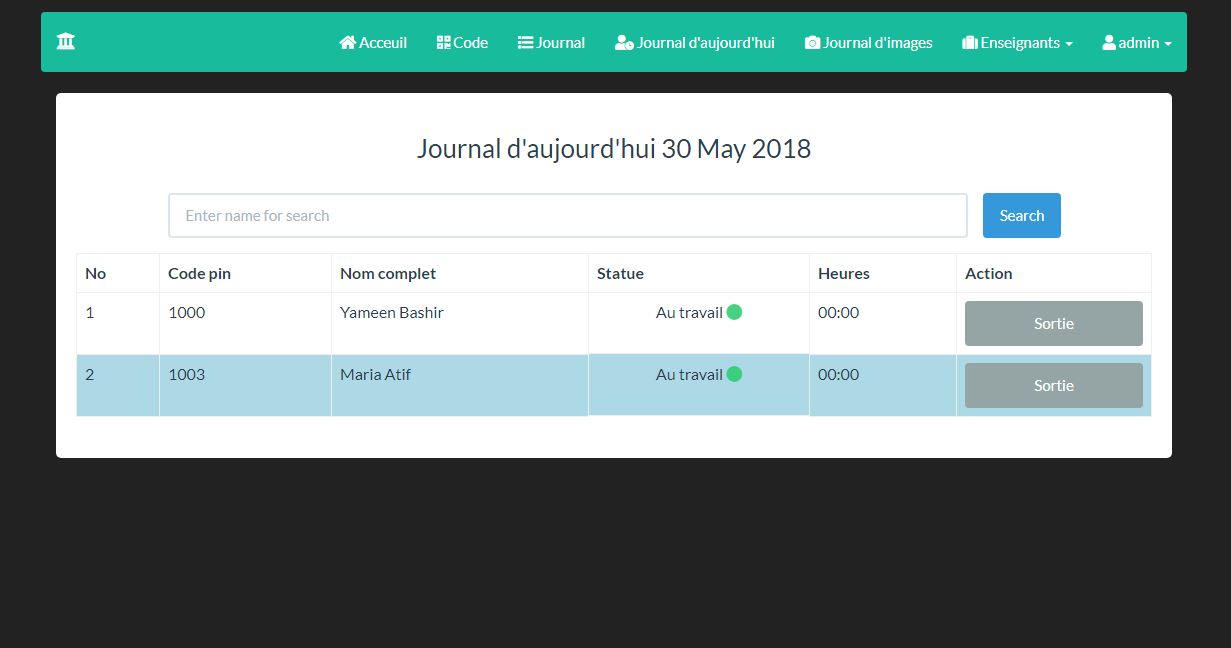 Acceuil Code Journal Journal d'aujourd'hui Journal d'images Enseignants admin
Journal d'aujourd'hui 30 May 2018
Enter name for search Search
No Code pin Nom complet Statue Heures Action
1 1000 Yameen Bashir Au travail 00:00 Sortie
2 1003 Maria Atif Au travail 00:00 Sortie